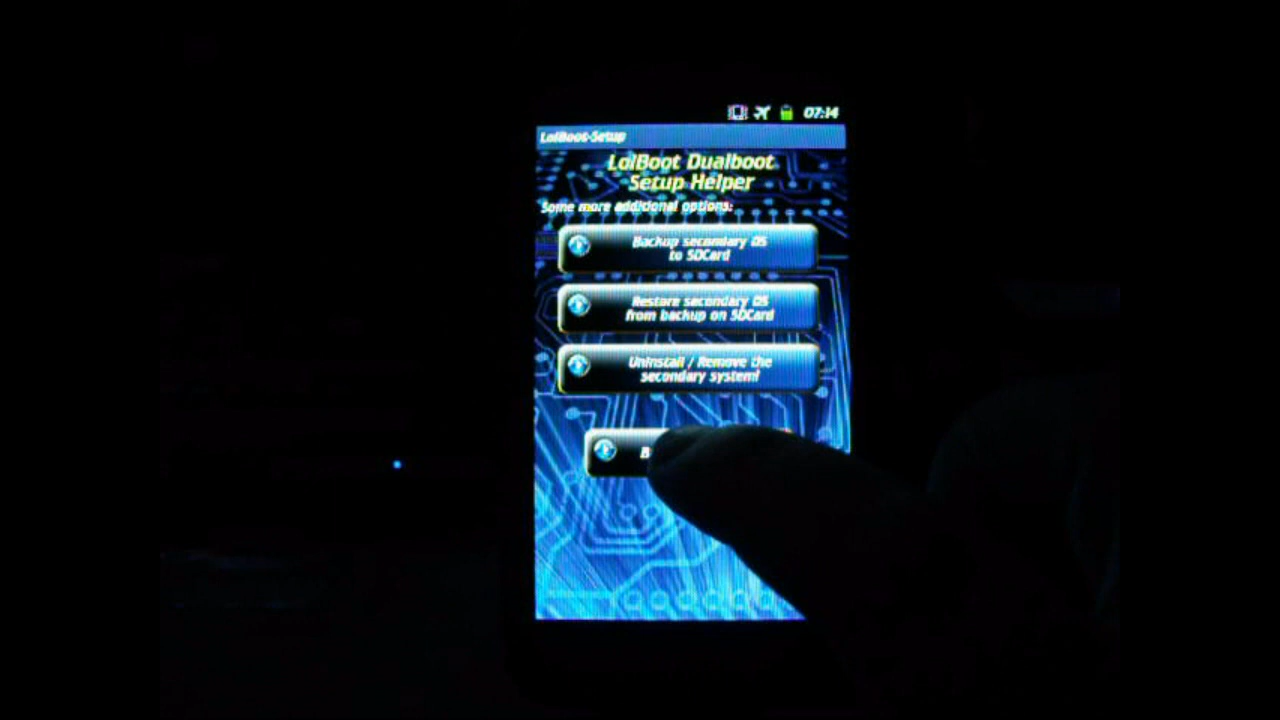 07:14
LolBoot-Setup
LolBoot Dualboot
Setup Helper
Some more additional options:
Backup secondary OS
to SDCard
Restore secondary OS
from backup on SDCard
Uninstall / Remove the
secondary system!
B